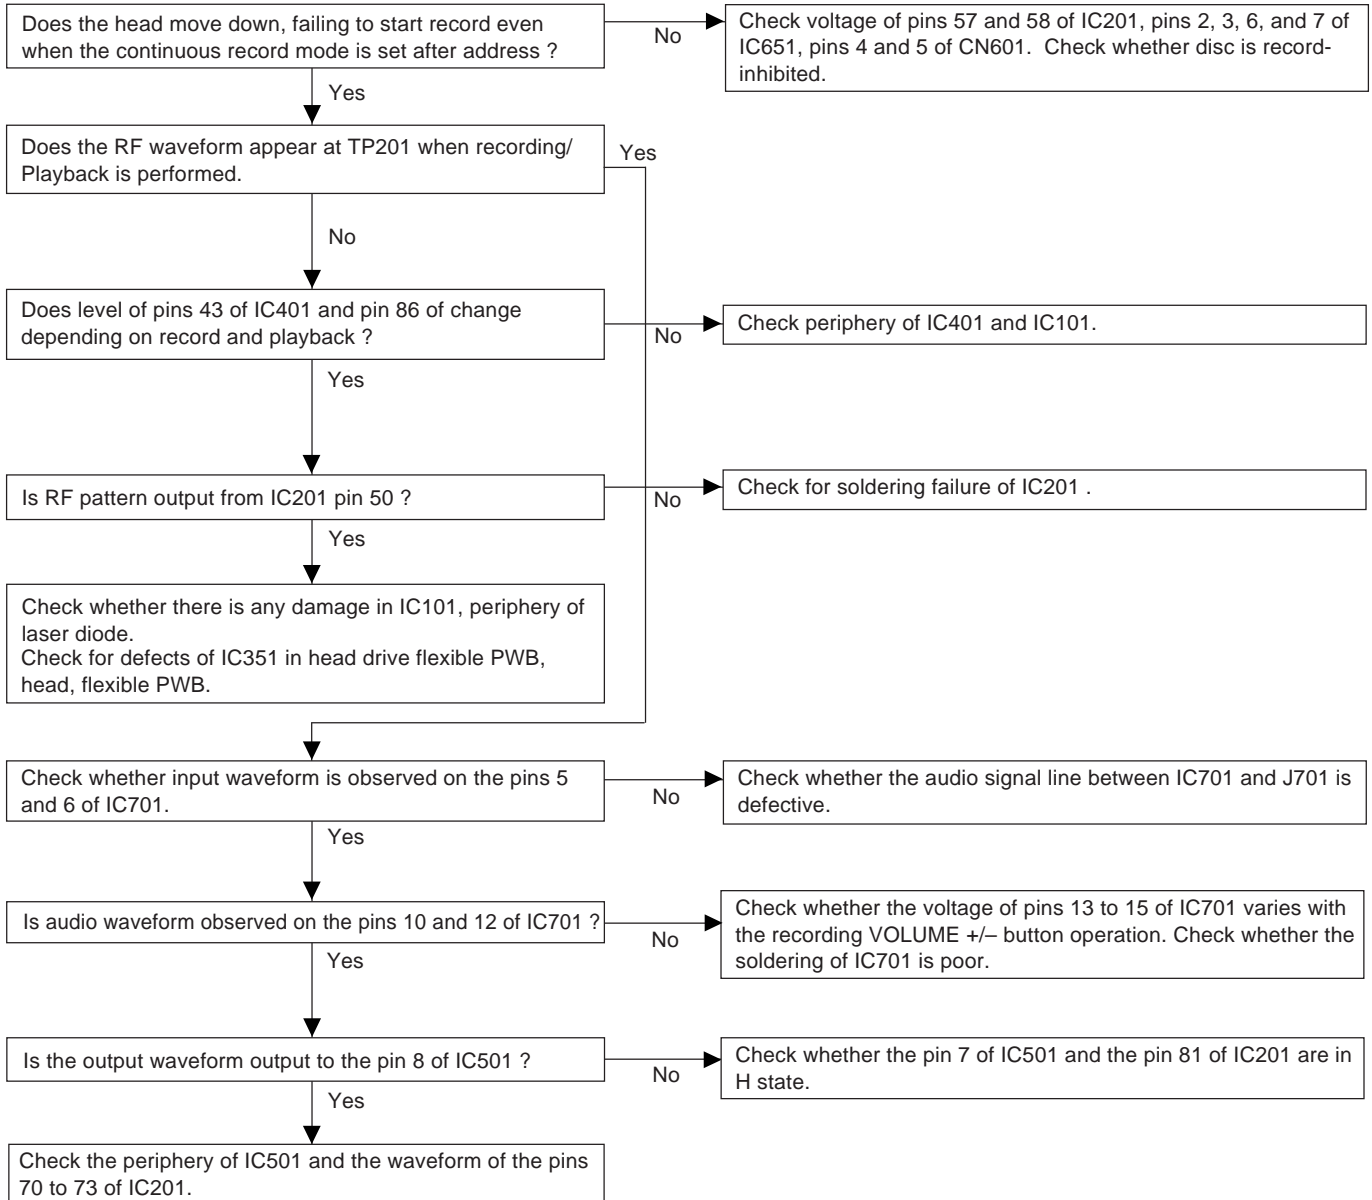 Does the head move down, failing to start record even
when the continuous record mode is set after address ?
No
Check voltage of pins 57 and 58 of IC201, pins 2, 3, 6, and 7 of
IC651, pins 4 and 5 of CN601.  Check whether disc is record-
inhibited.
Yes
Does the RF waveform appear at TP201 when recording/
Playback is performed.
Yes
No
Does level of pins 43 of IC401 and pin 86 of change
depending on record and playback ?
No
Check periphery of IC401 and IC101.
Yes
Is RF pattern output from IC201 pin 50 ?
No
Check for soldering failure of IC201 .
Yes
Check whether there is any damage in IC101, periphery of
laser diode.
Check for defects of IC351 in head drive flexible PWB,
head, flexible PWB.
Check whether input waveform is observed on the pins 5
and 6 of IC701.
No
Check whether the audio signal line between IC701 and J701 is
defective.
Yes
Is audio waveform observed on the pins 10 and 12 of IC701 ?
No
Check whether the voltage of pins 13 to 15 of IC701 varies with
the recording VOLUME +/– button operation. Check whether the
soldering of IC701 is poor.
Yes
Is the output waveform output to the pin 8 of IC501 ?
No
Check whether the pin 7 of IC501 and the pin 81 of IC201 are in
H state.
Yes
Check the periphery of IC501 and the waveform of the pins
70 to 73 of IC201.